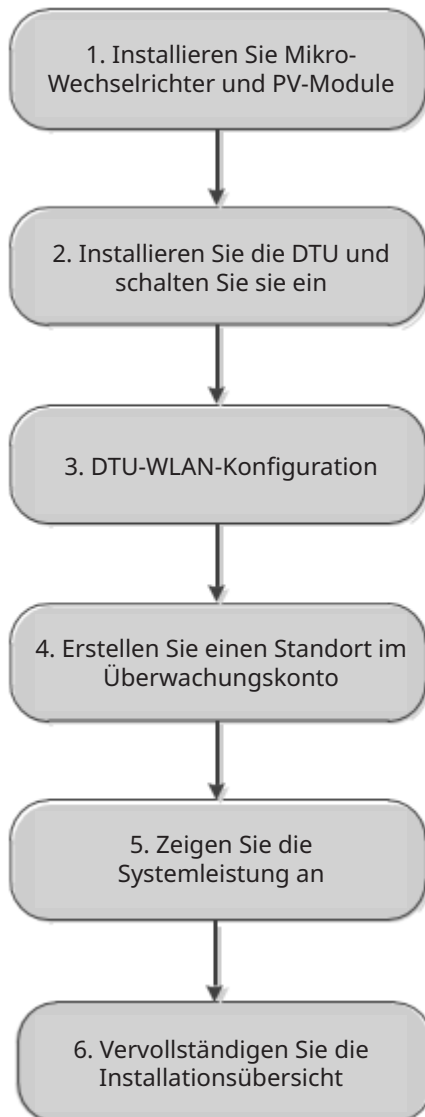 1. Installieren Sie Mikro-
Wechselrichter und PV-Module
2. Installieren Sie die DTU und
schalten Sie sie ein
3. DTU-WLAN-Konfiguration
4. Erstellen Sie einen Standort im
Überwachungskonto
5. Zeigen Sie die
Systemleistung an
6. Vervollständigen Sie die
Installationsübersicht